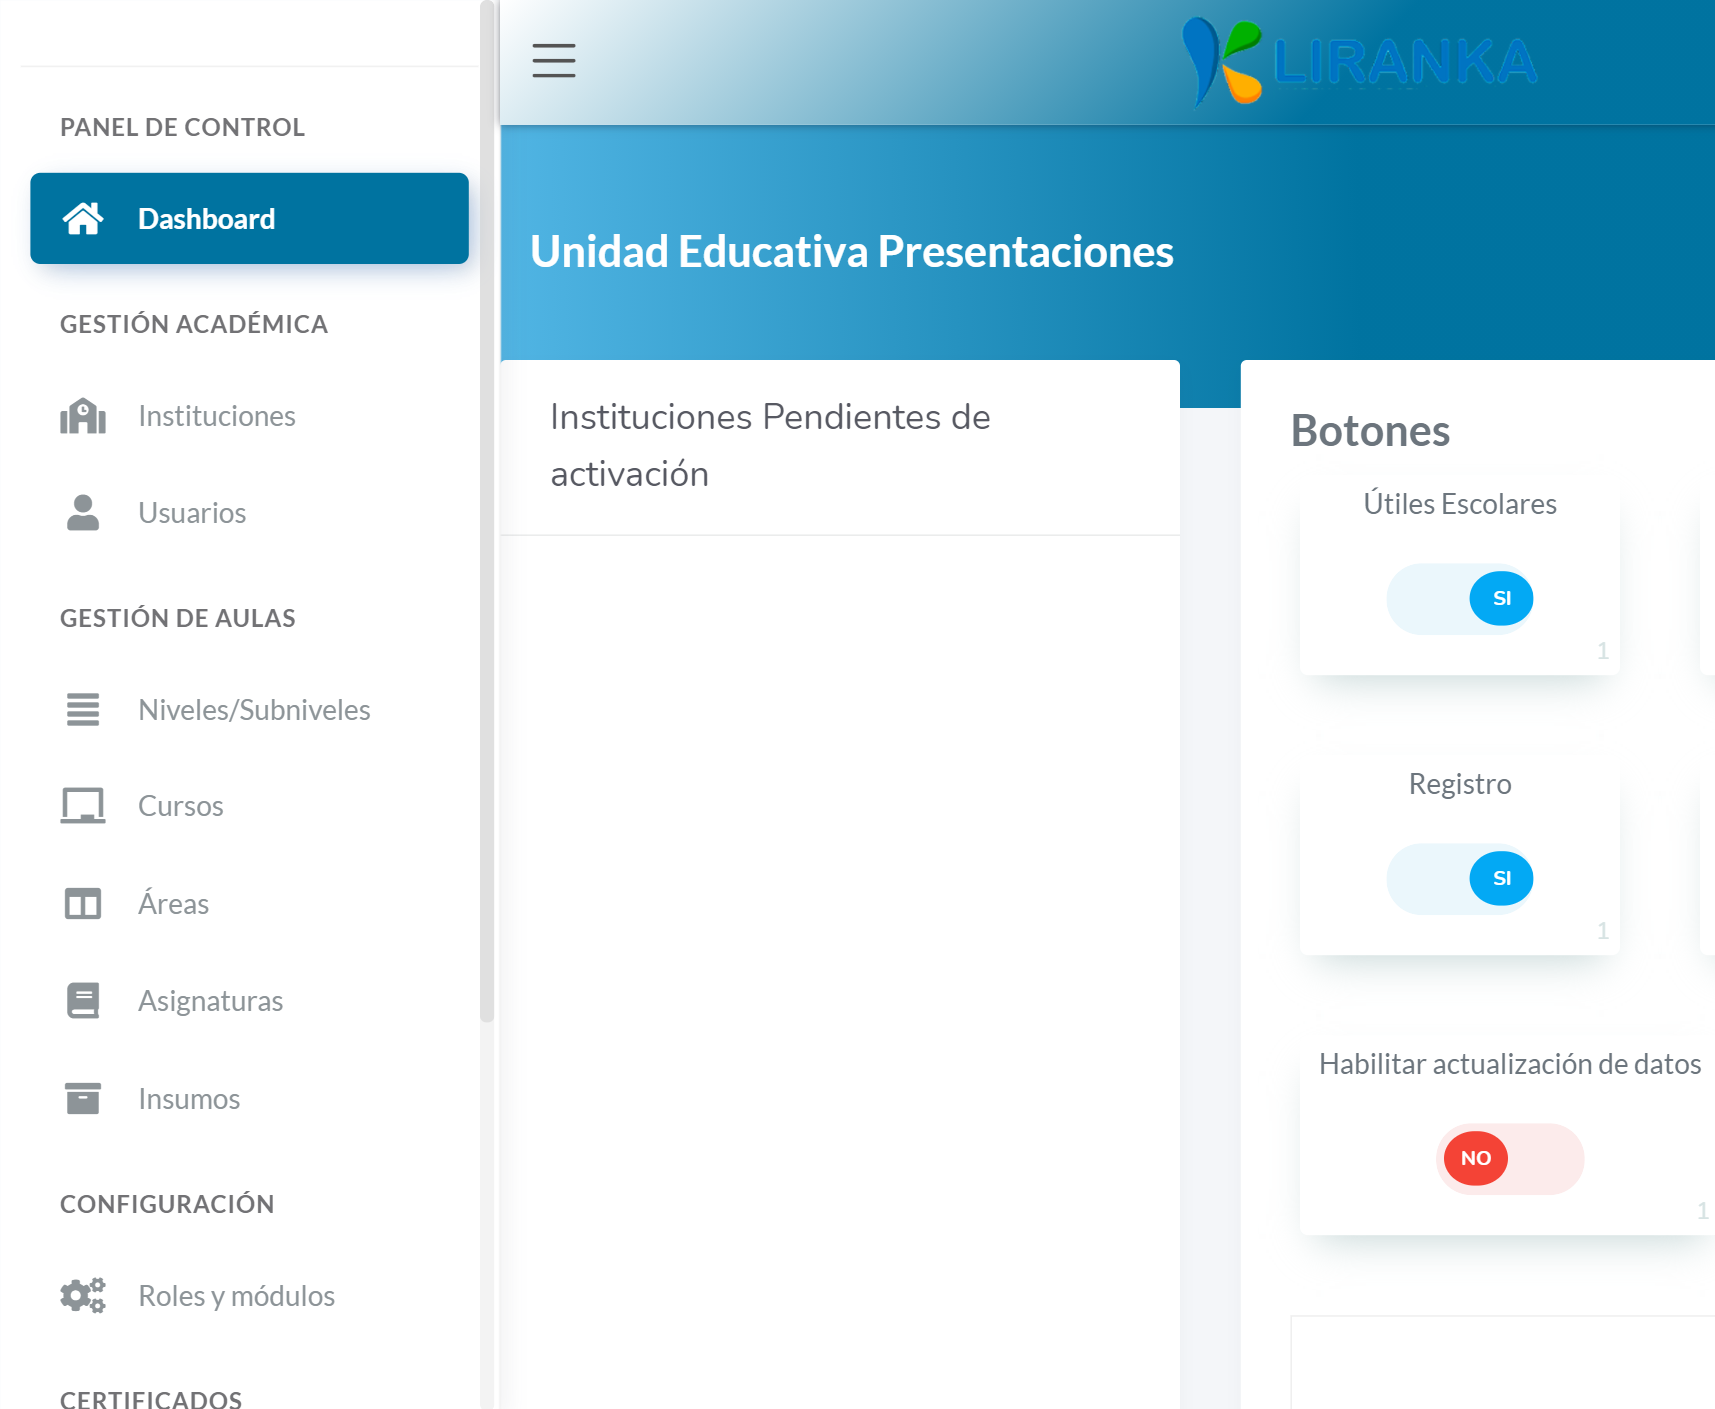 PANEL DE CONTROL
Dashboard
GESTIÓN ACADÉMICA
Instituciones
Usuarios
GESTIÓN DE AULAS
Niveles/Subniveles
Cursos
Áreas
Asignaturas
Insumos
CONFIGURACIÓN
Roles y módulos
CERTIFICADOS
LIRANKA
Unidad Educativa Presentaciones
Instituciones Pendientes de
activación
Botones
Útiles Escolares
SI
1
Registro
SI
1
Habilitar actualización de datos
NO
1